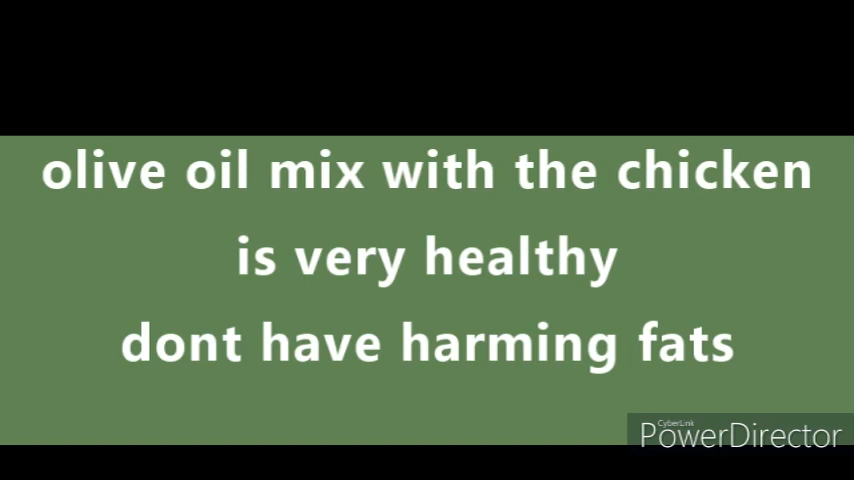 olive oil mix with the chicken
is very healthy
dont have harming fats
CyberLink
PowerDirector